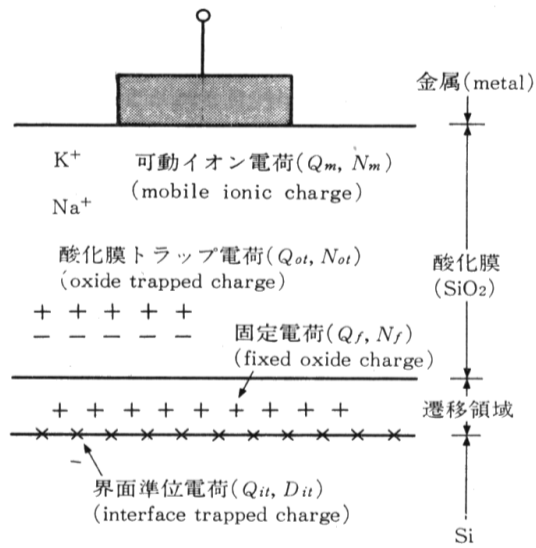 金属(metal)
K⁺
可動イオン電荷(Qm, Nm)
(mobile ionic charge)
Na⁺
酸化膜トラップ電荷(Qot, Not)
(oxide trapped charge)
酸化膜
(SiO₂)
+ + + + +
− − − − −
固定電荷(Qf, Nf)
(fixed oxide charge)
+ + + + + + + + +
遷移領域
−
界面準位電荷(Qit, Dit)
(interface trapped charge)
Si